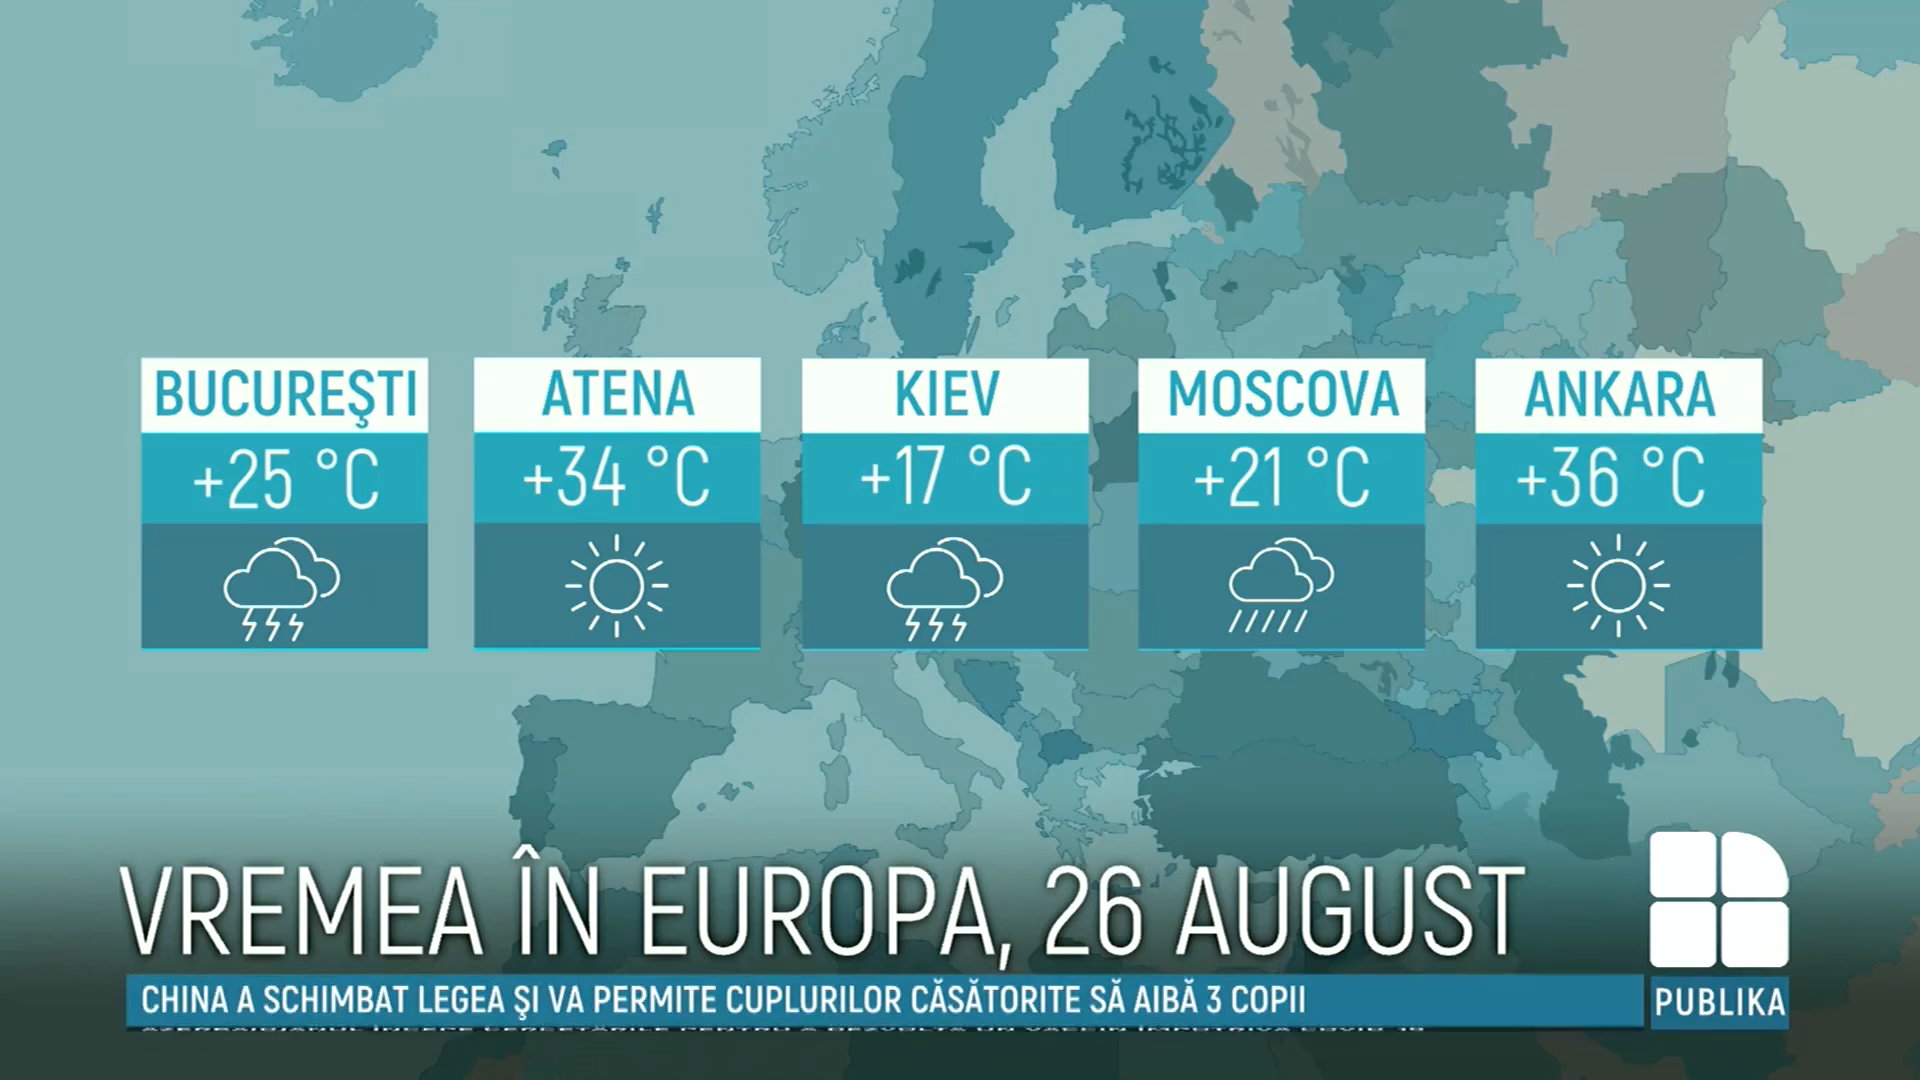 BUCUREŞTI
ATENA
KIEV
MOSCOVA
ANKARA
+25 °C
+34 °C
+17 °C
+21 °C
+36 °C
VREMEA ÎN EUROPA, 26 AUGUST
CHINA A SCHIMBAT LEGEA ŞI VA PERMITE CUPLURILOR CĂSĂTORITE SĂ AIBĂ 3 COPII
PUBLIKA